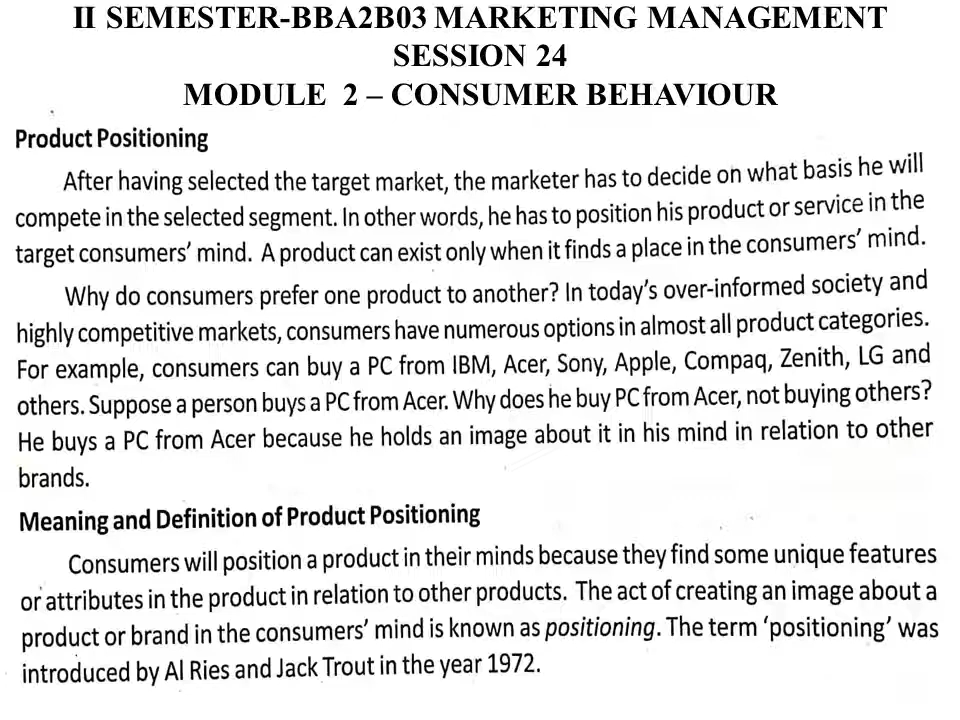 II SEMESTER-BBA2B03 MARKETING MANAGEMENT
SESSION 24
MODULE 2 – CONSUMER BEHAVIOUR
Product Positioning
After having selected the target market, the marketer has to decide on what basis he will
compete in the selected segment. In other words, he has to position his product or service in the
target consumers' mind. A product can exist only when it finds a place in the consumers' mind.
Why do consumers prefer one product to another? In today's over-informed society and
highly competitive markets, consumers have numerous options in almost all product categories.
For example, consumers can buy a PC from IBM, Acer, Sony, Apple, Compaq, Zenith, LG and
others. Suppose a person buys a PC from Acer. Why does he buy PC from Acer, not buying others?
He buys a PC from Acer because he holds an image about it in his mind in relation to other
brands.
Meaning and Definition of Product Positioning
Consumers will position a product in their minds because they find some unique features
or attributes in the product in relation to other products. The act of creating an image about a
product or brand in the consumers' mind is known as positioning. The term 'positioning' was
introduced by Al Ries and Jack Trout in the year 1972.